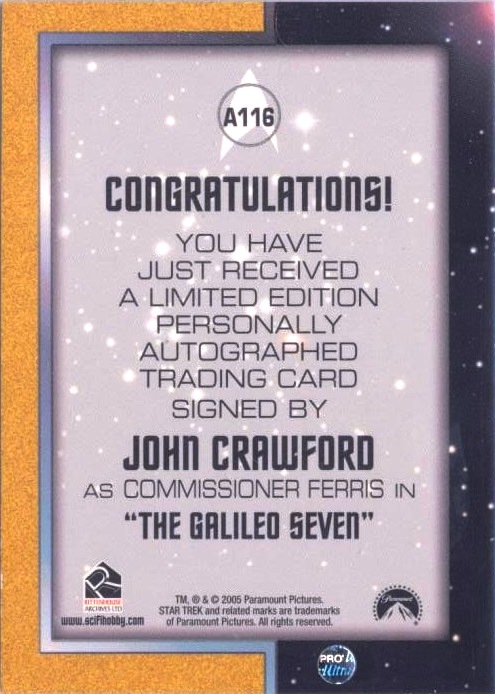 A116
CONGRATULATIONS!
YOU HAVE
JUST RECEIVED
A LIMITED EDITION
PERSONALLY
AUTOGRAPHED
TRADING CARD
SIGNED BY
JOHN CRAWFORD
AS COMMISSIONER FERRIS IN
"THE GALILEO SEVEN"
RITTENHOUSE
ARCHIVES LTD
www.scifihobby.com
TM, ® & © 2005 Paramount Pictures.
STAR TREK and related marks are trademarks
of Paramount Pictures. All rights reserved.
Paramount
PRO
Ultra